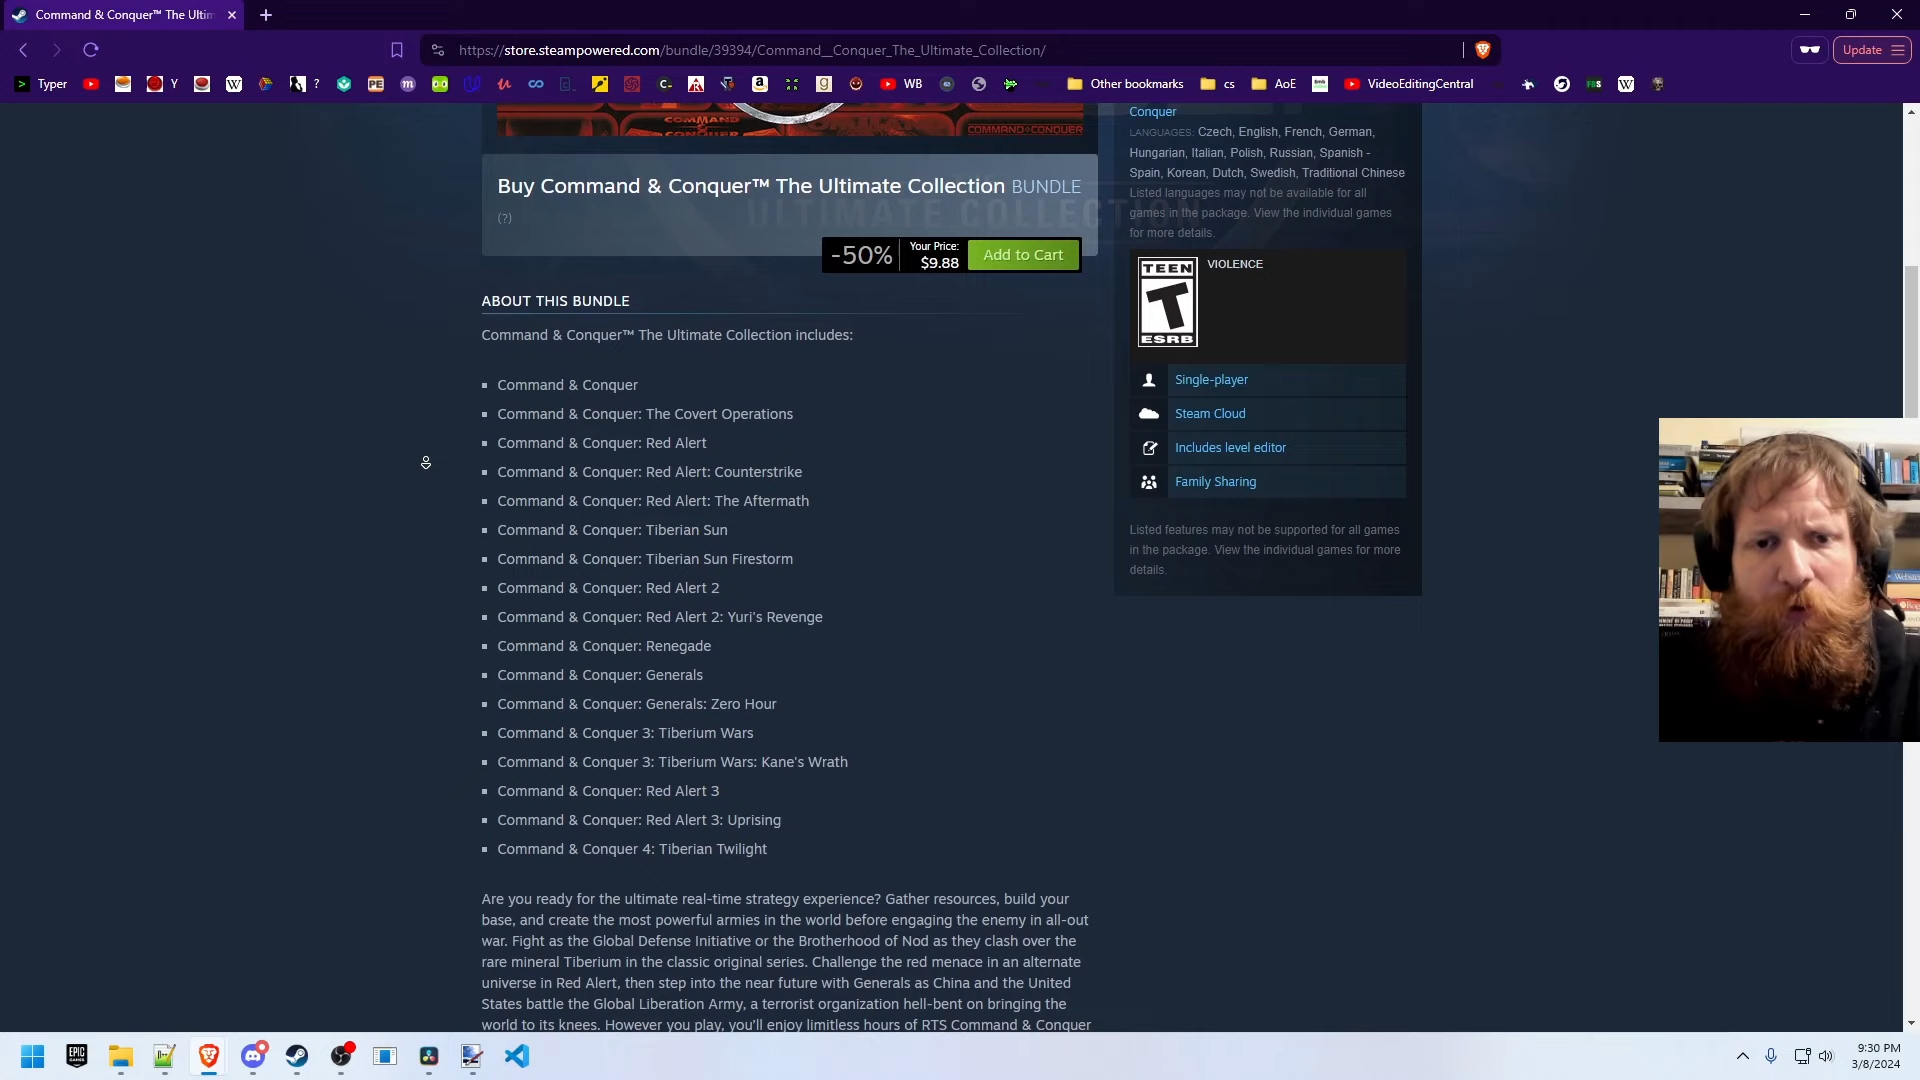 Command & Conquer™ The Ultim
https://store.steampowered.com/bundle/39394/Command__Conquer_The_Ultimate_Collection/
Update
Typer
Y
?
WB
Other bookmarks
cs
AoE
VideoEditingCentral
COMMAND
COMMAND CONQUER
Conquer
LANGUAGES: Czech, English, French, German,
Hungarian, Italian, Polish, Russian, Spanish -
Spain, Korean, Dutch, Swedish, Traditional Chinese
Listed languages may not be available for all
games in the package. View the individual games
for more details.
Buy Command & Conquer™ The Ultimate Collection BUNDLE
(?)
ULTIMATE COLLECTION
-50%
Your Price:
$9.88
Add to Cart
TEEN
T
ESRB
VIOLENCE
Single-player
Steam Cloud
Includes level editor
Family Sharing
Listed features may not be supported for all games
in the package. View the individual games for more
details.
ABOUT THIS BUNDLE
Command & Conquer™ The Ultimate Collection includes:
Command & Conquer
Command & Conquer: The Covert Operations
Command & Conquer: Red Alert
Command & Conquer: Red Alert: Counterstrike
Command & Conquer: Red Alert: The Aftermath
Command & Conquer: Tiberian Sun
Command & Conquer: Tiberian Sun Firestorm
Command & Conquer: Red Alert 2
Command & Conquer: Red Alert 2: Yuri's Revenge
Command & Conquer: Renegade
Command & Conquer: Generals
Command & Conquer: Generals: Zero Hour
Command & Conquer 3: Tiberium Wars
Command & Conquer 3: Tiberium Wars: Kane's Wrath
Command & Conquer: Red Alert 3
Command & Conquer: Red Alert 3: Uprising
Command & Conquer 4: Tiberian Twilight
Are you ready for the ultimate real-time strategy experience? Gather resources, build your
base, and create the most powerful armies in the world before engaging the enemy in all-out
war. Fight as the Global Defense Initiative or the Brotherhood of Nod as they clash over the
rare mineral Tiberium in the classic original series. Challenge the red menace in an alternate
universe in Red Alert, then step into the near future with Generals as China and the United
States battle the Global Liberation Army, a terrorist organization hell-bent on bringing the
world to its knees. However you play, you'll enjoy limitless hours of RTS Command & Conquer
EPIC
GAMES
9:30 PM
3/8/2024